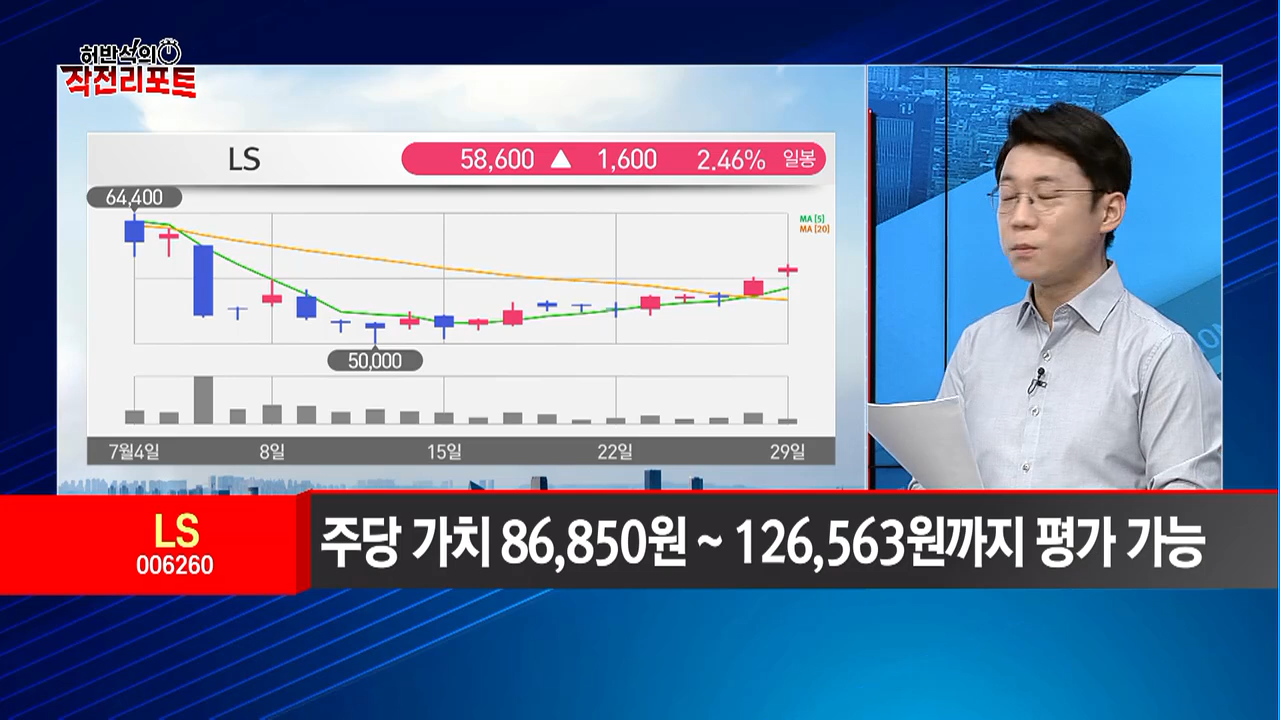 허반석의
작전리포트
LS
58,600 ▲ 1,600 2.46% 일봉
64,400
MA [5]
MA [20]
50,000
7월4일 8일 15일 22일 29일
LS
006260
주당 가치 86,850원 ~ 126,563원까지 평가 가능